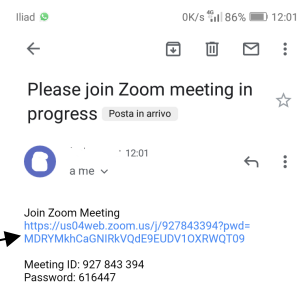 Iliad 0K/s 4G 86% 12:01
Please join Zoom meeting in
progress Posta in arrivo
12:01
a me
Join Zoom Meeting
https://us04web.zoom.us/j/927843394?pwd=
MDRYMkhCaGNIRkVQdE9EUDV1OXRWQT09
Meeting ID: 927 843 394
Password: 616447